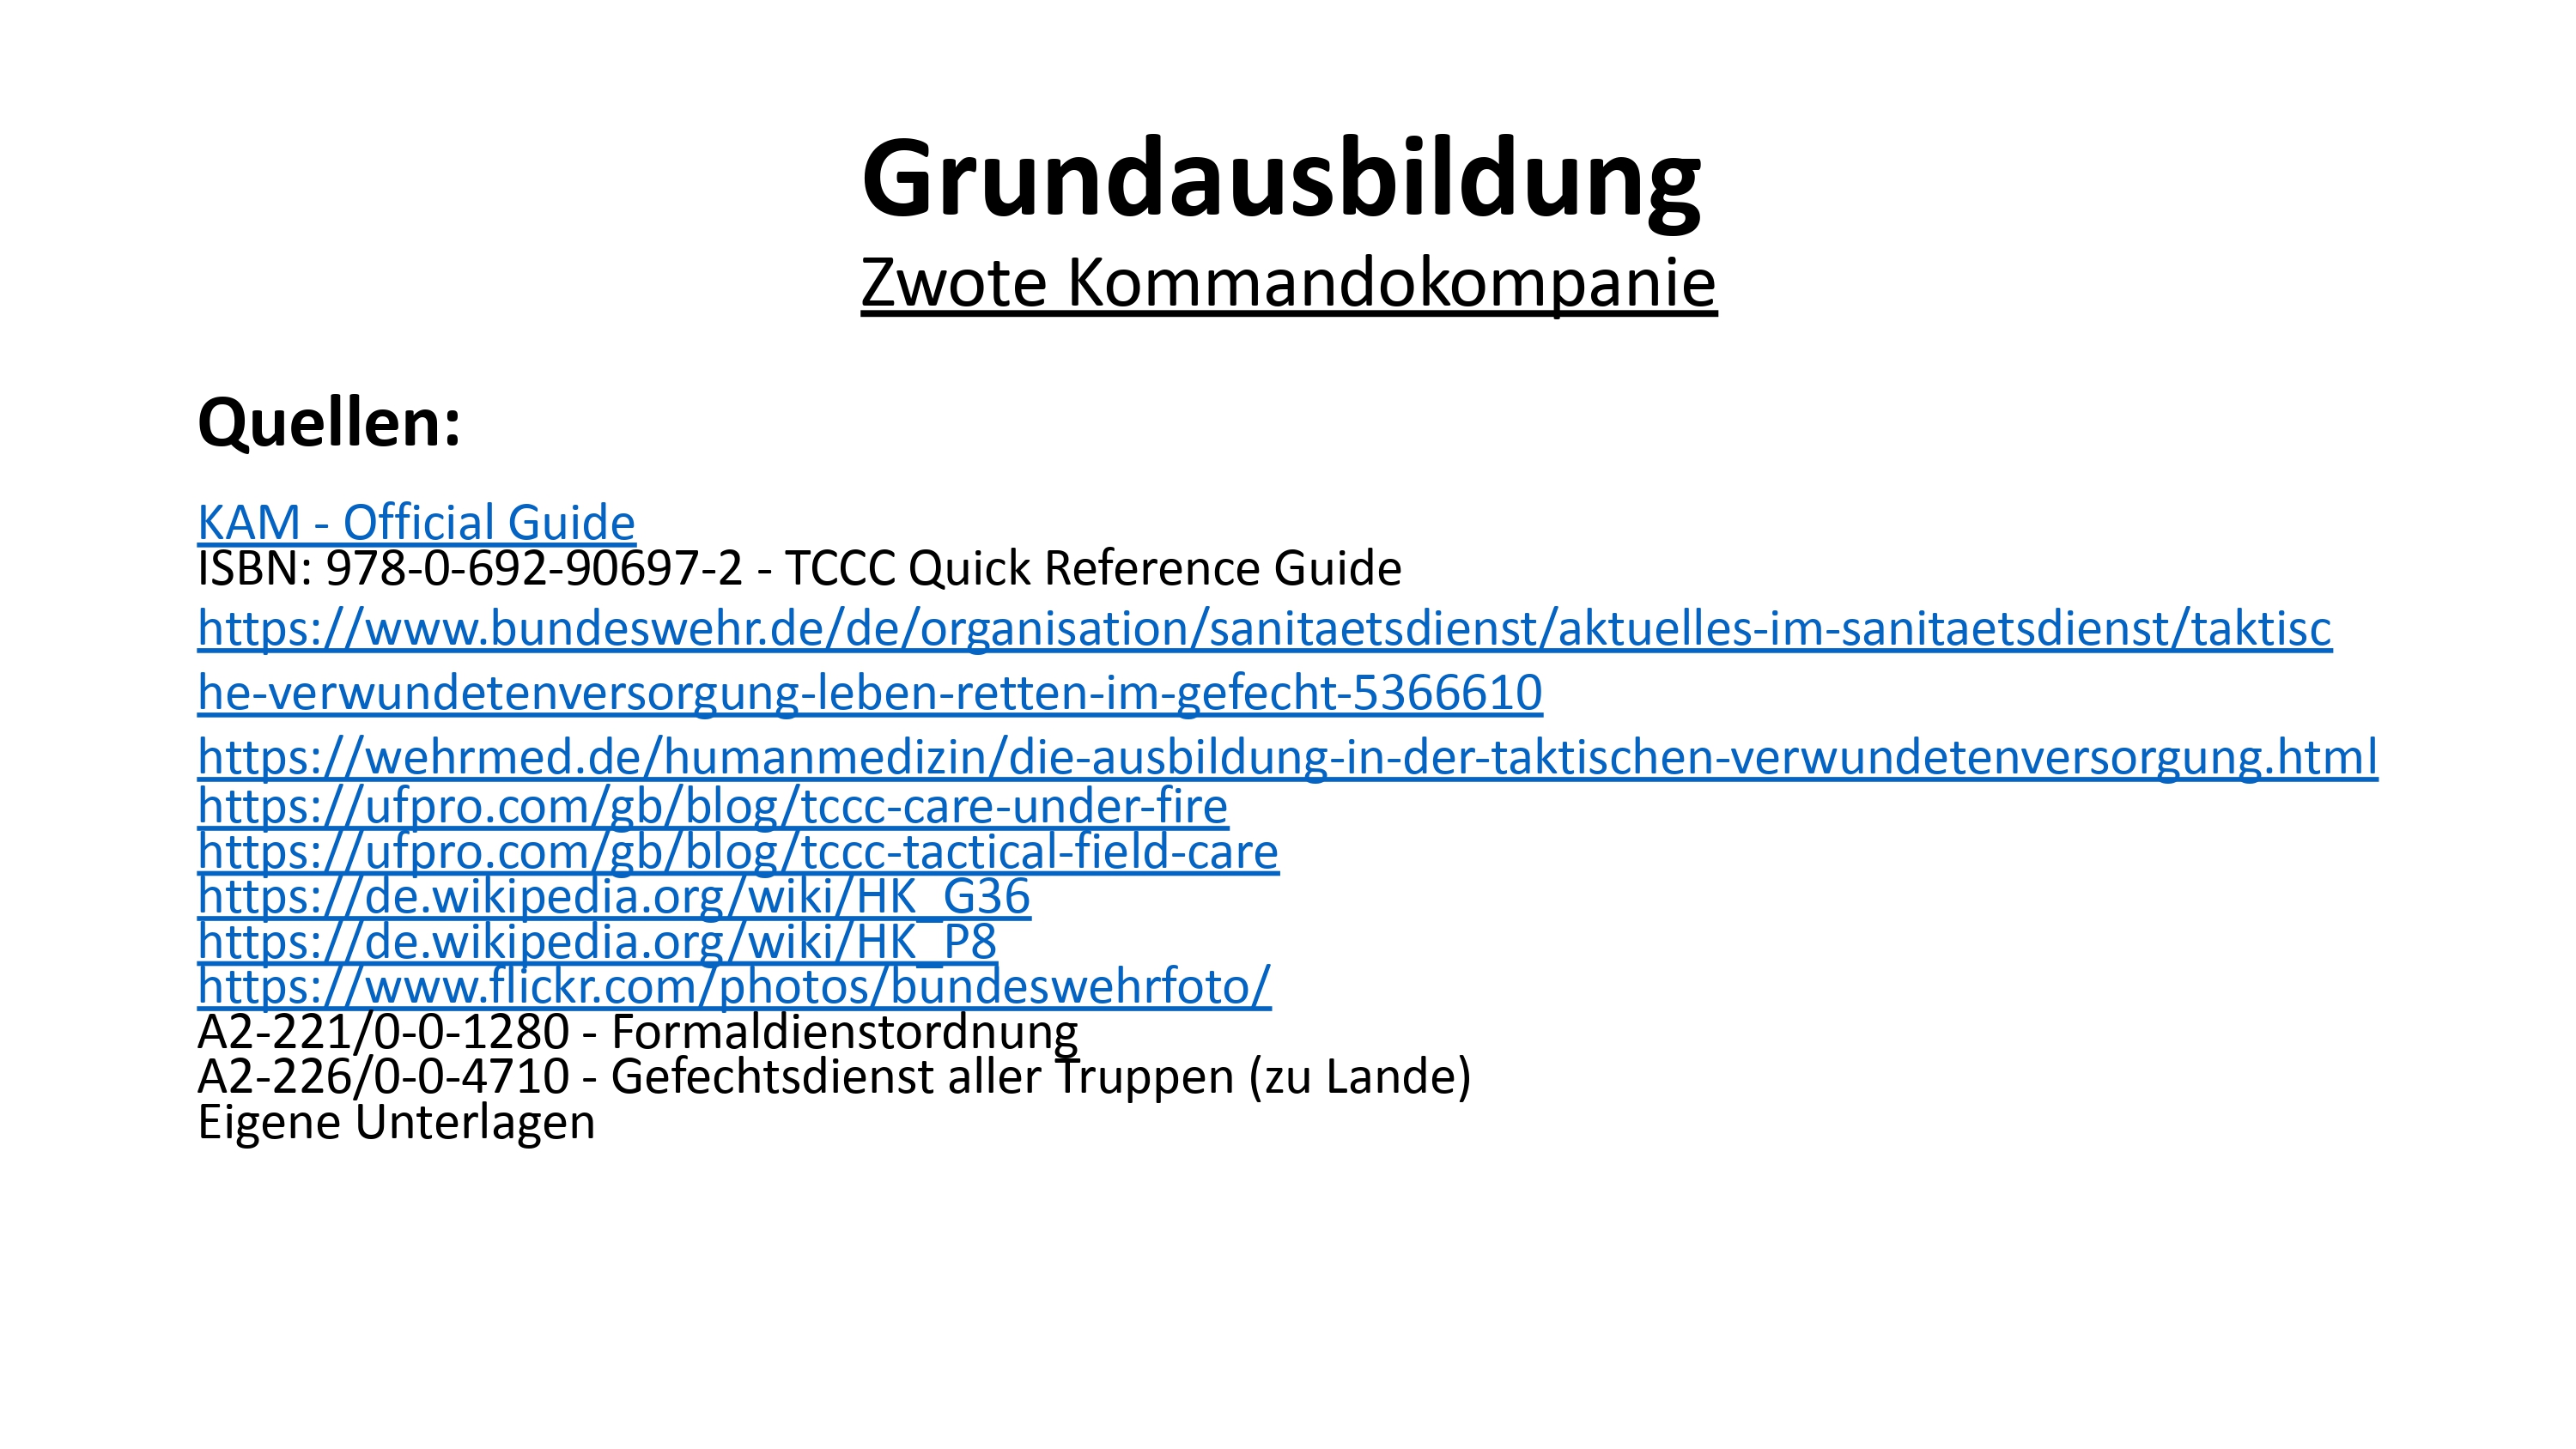 Grundausbildung
Zwote Kommandokompanie
Quellen:
KAM - Official Guide
ISBN: 978-0-692-90697-2 - TCCC Quick Reference Guide
https://www.bundeswehr.de/de/organisation/sanitaetsdienst/aktuelles-im-sanitaetsdienst/taktisc
he-verwundetenversorgung-leben-retten-im-gefecht-5366610
https://wehrmed.de/humanmedizin/die-ausbildung-in-der-taktischen-verwundetenversorgung.html
https://ufpro.com/gb/blog/tccc-care-under-fire
https://ufpro.com/gb/blog/tccc-tactical-field-care
https://de.wikipedia.org/wiki/HK_G36
https://de.wikipedia.org/wiki/HK_P8
https://www.flickr.com/photos/bundeswehrfoto/
A2-221/0-0-1280 - Formaldienstordnung
A2-226/0-0-4710 - Gefechtsdienst aller Truppen (zu Lande)
Eigene Unterlagen